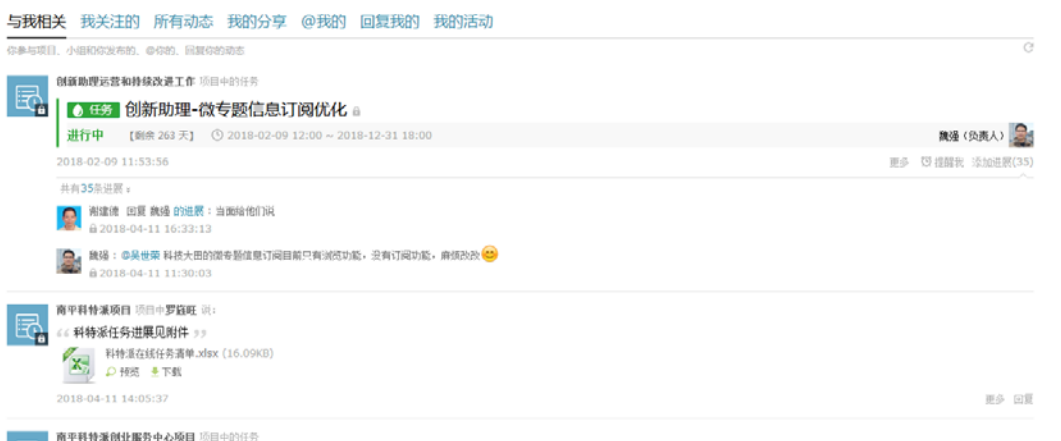 与我相关 我关注的 所有动态 我的分享 @我的 回复我的 我的活动
你参与项目、小组和你发布的、@你的、回复你的动态
创新助理运营和持续改进工作 项目中的任务
任务 创新助理-微专题信息订阅优化
进行中 【剩余 263 天】 2018-02-09 12:00 ~ 2018-12-31 18:00 魏强（负责人）
2018-02-09 11:53:56 更多 提醒我 添加进展(35)
共有35条进展：
谢建德 回复 魏强 的进展：当面给他们说
2018-04-11 16:33:13
魏强：@吴世荣 科技大田的微专题信息订阅目前只有浏览功能，没有订阅功能，麻烦改改
2018-04-11 11:30:03
南平科特派项目 项目中罗旌旺 说：
“ 科特派任务进展见附件 ”
科特派在线任务清单.xlsx (16.09KB)
预览 下载
2018-04-11 14:05:37 更多 回复
南平科特派创业服务中心项目 项目中的任务